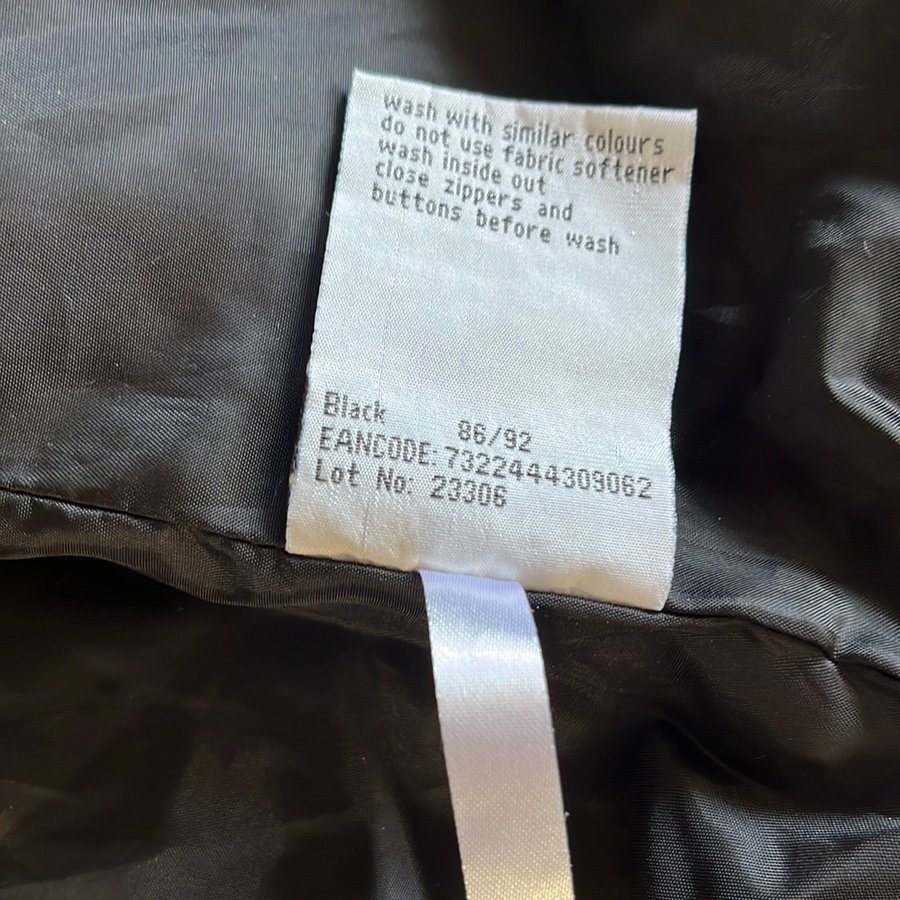 wash with similar colours
do not use fabric softener
wash inside out
close zippers and
buttons before wash
Black 86/92
EANCODE: 7322444309062
Lot No: 23306